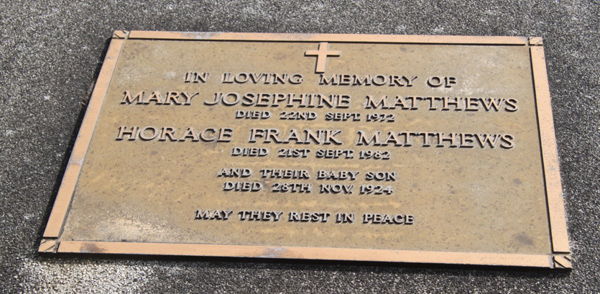 IN LOVING MEMORY OF
MARY JOSEPHINE MATTHEWS
DIED 22ND SEPT. 1972
HORACE FRANK MATTHEWS
DIED 21ST SEPT. 1982
AND THEIR BABY SON
DIED 28TH NOV. 1924
MAY THEY REST IN PEACE